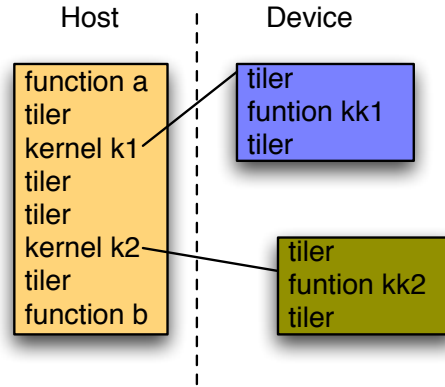 Host
Device
function a
tiler
kernel k1
tiler
tiler
kernel k2
tiler
function b
tiler
funtion kk1
tiler
tiler
funtion kk2
tiler